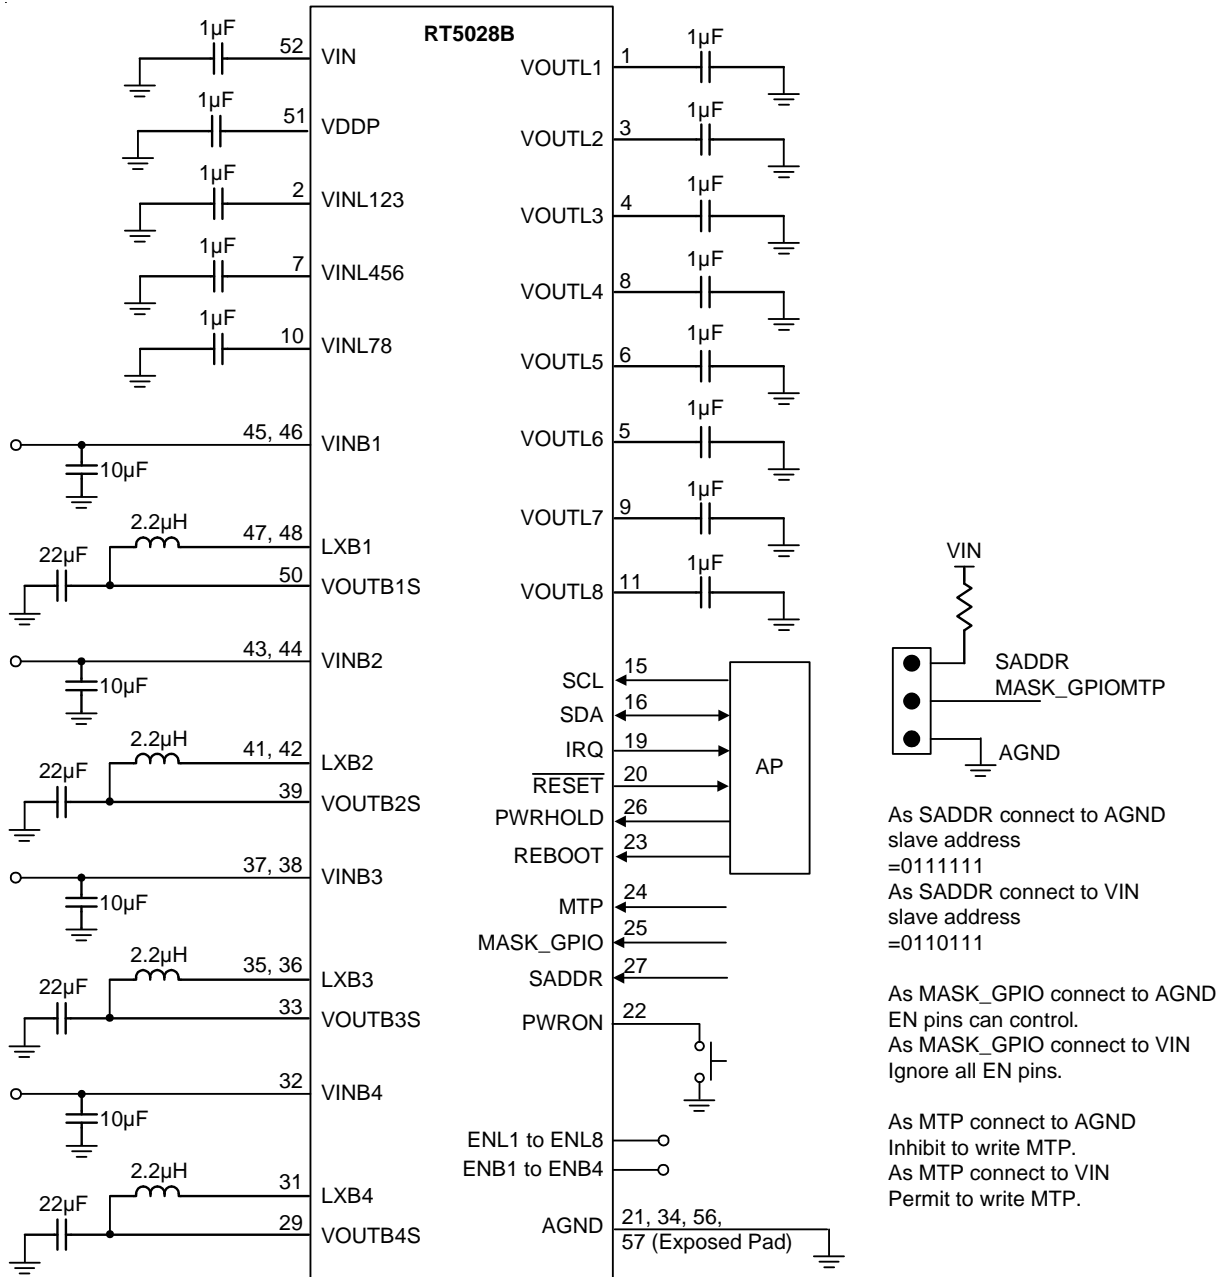 RT5028B
1µF
52
VIN
1µF
51
VDDP
1µF
2
VINL123
1µF
7
VINL456
1µF
10
VINL78
45, 46
VINB1
10µF
2.2µH
47, 48
LXB1
22µF
50
VOUTB1S
43, 44
VINB2
10µF
2.2µH
41, 42
LXB2
22µF
39
VOUTB2S
37, 38
VINB3
10µF
2.2µH
35, 36
LXB3
22µF
33
VOUTB3S
32
VINB4
10µF
2.2µH
31
LXB4
22µF
29
VOUTB4S
VOUTL1
1
1µF
VOUTL2
3
1µF
VOUTL3
4
1µF
VOUTL4
8
1µF
VOUTL5
6
1µF
VOUTL6
5
1µF
VOUTL7
9
1µF
VOUTL8
11
1µF
SCL
15
SDA
16
IRQ
19
RESET
20
PWRHOLD
26
REBOOT
23
AP
MTP
24
MASK_GPIO
25
SADDR
27
PWRON
22
ENL1 to ENL8
ENB1 to ENB4
AGND
21, 34, 56,
57 (Exposed Pad)
VIN
SADDR
MASK_GPIOMTP
AGND
As SADDR connect to AGND
slave address
=0111111
As SADDR connect to VIN
slave address
=0110111
As MASK_GPIO connect to AGND
EN pins can control.
As MASK_GPIO connect to VIN
Ignore all EN pins.
As MTP connect to AGND
Inhibit to write MTP.
As MTP connect to VIN
Permit to write MTP.